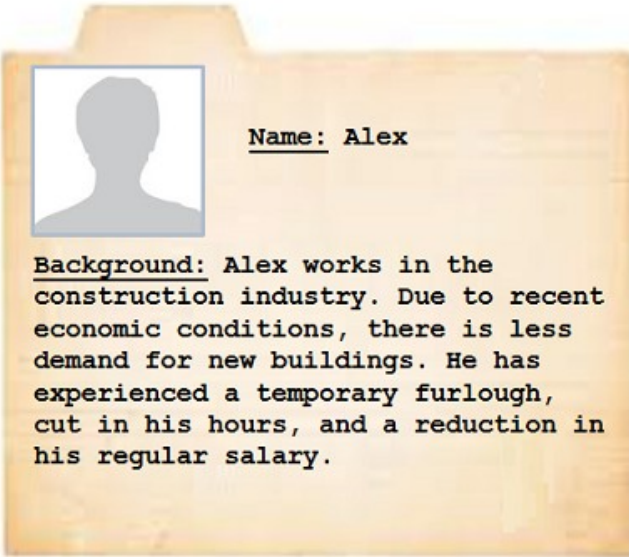 Name: Alex
Background: Alex works in the
construction industry. Due to recent
economic conditions, there is less
demand for new buildings. He has
experienced a temporary furlough,
cut in his hours, and a reduction in
his regular salary.